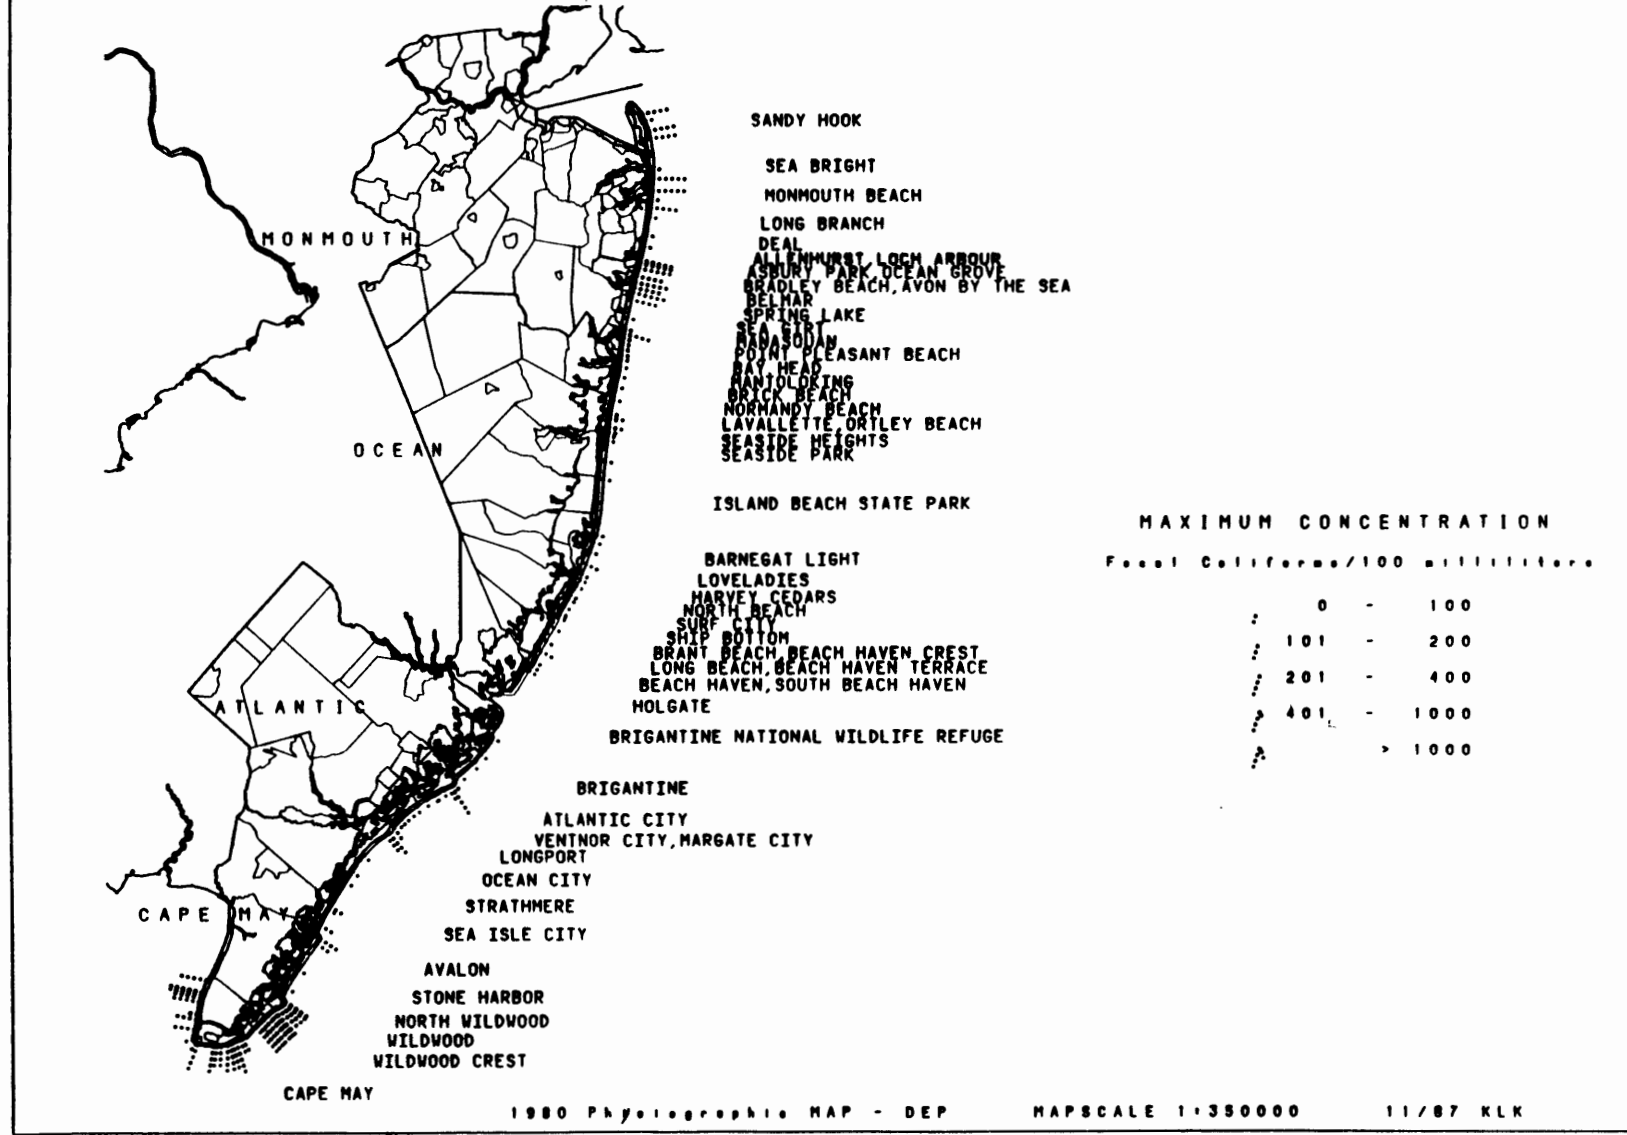 SANDY HOOK
SEA BRIGHT
MONMOUTH BEACH
LONG BRANCH
MONMOUTH
DEAL
ALLENHURST, LOCH ARBOUR
ASBURY PARK, OCEAN GROVE
BRADLEY BEACH, AVON BY THE SEA
BELMAR
SPRING LAKE
SEA GIRT
MANASQUAN
POINT PLEASANT BEACH
BAY HEAD
MANTOLOKING
BRICK BEACH
NORMANDY BEACH
LAVALLETTE, ORTLEY BEACH
SEASIDE HEIGHTS
OCEAN
SEASIDE PARK
ISLAND BEACH STATE PARK
MAXIMUM CONCENTRATION
Fecal Coliforms/100 milliliters
0 - 100
101 - 200
201 - 400
401 - 1000
> 1000
BARNEGAT LIGHT
LOVELADIES
HARVEY CEDARS
NORTH BEACH
SURF CITY
SHIP BOTTOM
BRANT BEACH, BEACH HAVEN CREST
LONG BEACH, BEACH HAVEN TERRACE
BEACH HAVEN, SOUTH BEACH HAVEN
HOLGATE
ATLANTIC
BRIGANTINE NATIONAL WILDLIFE REFUGE
BRIGANTINE
ATLANTIC CITY
VENTNOR CITY, MARGATE CITY
LONGPORT
OCEAN CITY
STRATHMERE
CAPE MAY
SEA ISLE CITY
AVALON
STONE HARBOR
NORTH WILDWOOD
WILDWOOD
WILDWOOD CREST
CAPE MAY
1980 Physiographic MAP - DEP MAPSCALE 1:350000 11/87 KLK